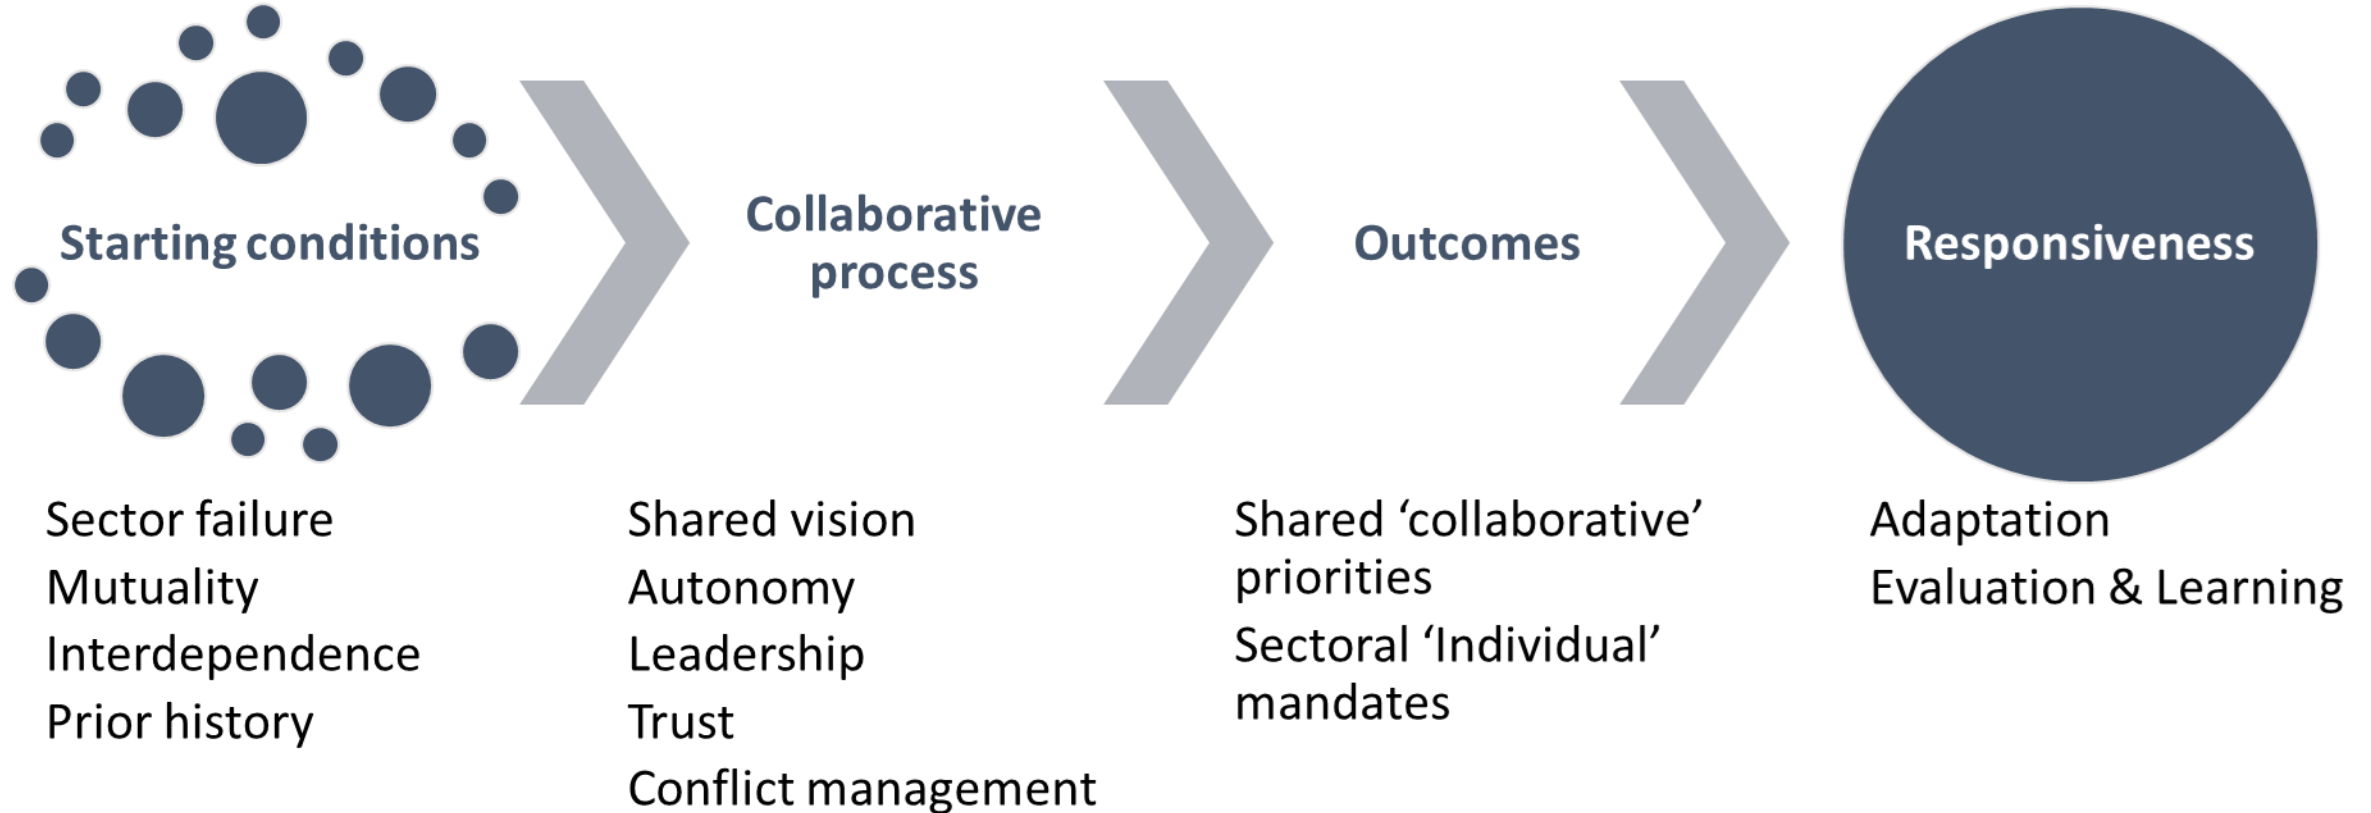 Starting conditions
Collaborative
process
Outcomes
Responsiveness
Sector failure
Mutuality
Interdependence
Prior history
Shared vision
Autonomy
Leadership
Trust
Conflict management
Shared ‘collaborative’
priorities
Sectoral ‘Individual’
mandates
Adaptation
Evaluation & Learning